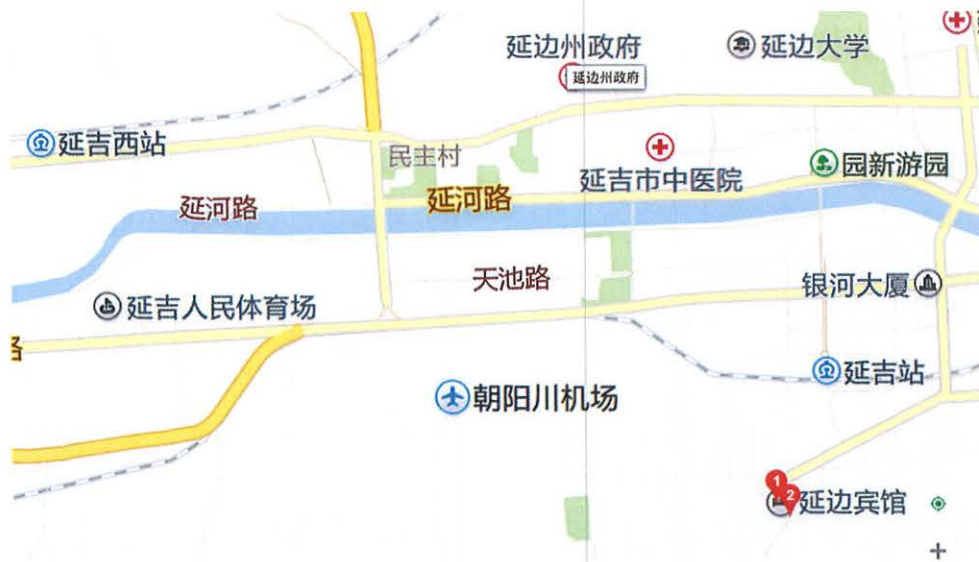 延边州政府
延边大学
延边州政府
延吉西站
民主村
延吉市中医院
园新游园
延河路
延河路
天池路
银河大厦
延吉人民体育场
路
延吉站
朝阳川机场
1
2
延边宾馆